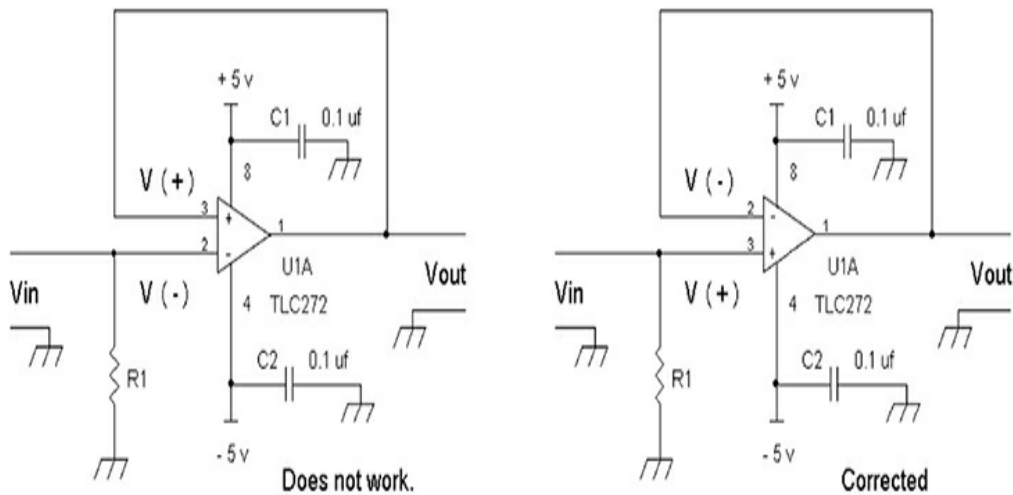 + 5 v
C1 0.1 uf
8
V (+)
3
+
1
2
-
Vin
V (-)
U1A
TLC272
4
Vout
R1
C2 0.1 uf
- 5 v
Does not work.
+ 5 v
C1 0.1 uf
8
V (-)
2
-
1
3
+
Vin
V (+)
U1A
TLC272
4
Vout
R1
C2 0.1 uf
- 5 v
Corrected